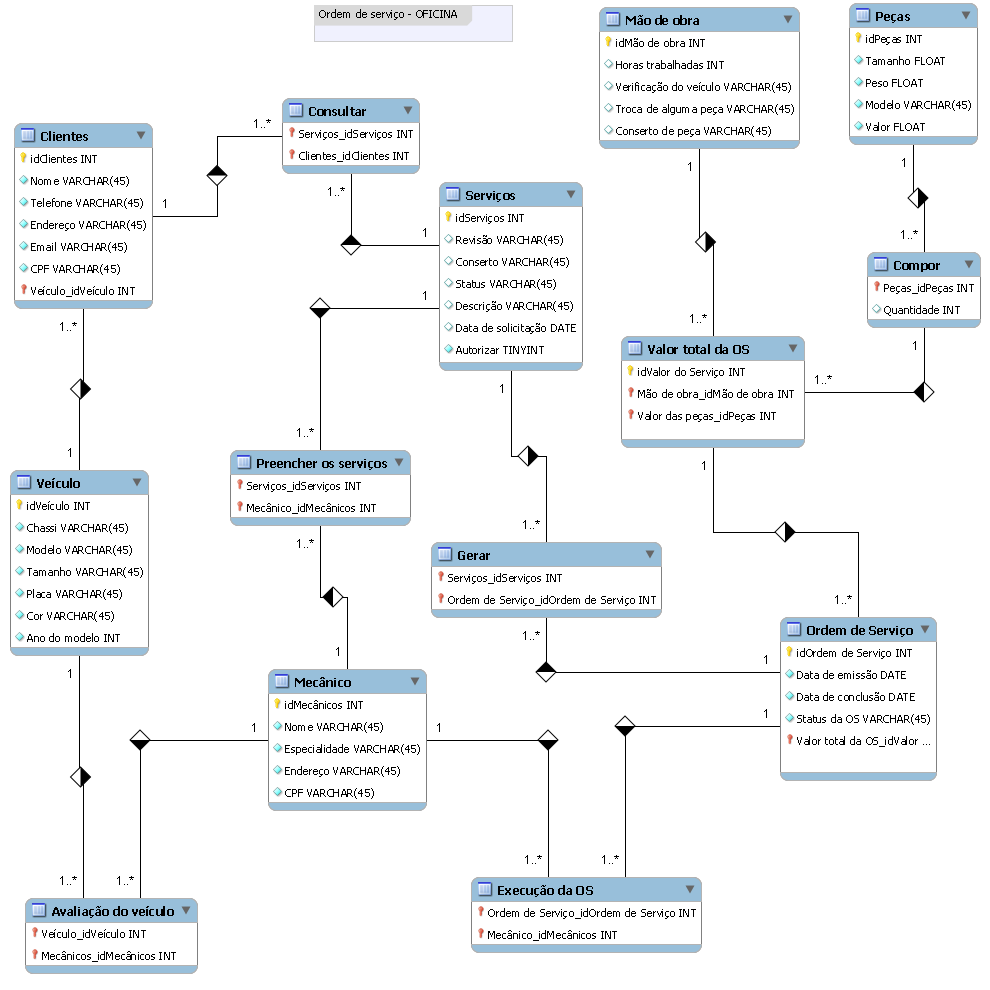 Ordem de serviço - OFICINA
Mão de obra
idMão de obra INT
Horas trabalhadas INT
Verificação do veículo VARCHAR(45)
Troca de alguma peça VARCHAR(45)
Conserto de peça VARCHAR(45)
Peças
idPeças INT
Tamanho FLOAT
Peso FLOAT
Modelo VARCHAR(45)
Valor FLOAT
Consultar
Serviços_idServiços INT
Clientes_idClientes INT
Clientes
idClientes INT
Nome VARCHAR(45)
Telefone VARCHAR(45)
Endereço VARCHAR(45)
Email VARCHAR(45)
CPF VARCHAR(45)
Veículo_idVeículo INT
1..*
1
1..*
1
Serviços
idServiços INT
Revisão VARCHAR(45)
Conserto VARCHAR(45)
Status VARCHAR(45)
Descrição VARCHAR(45)
Data de solicitação DATE
Autorizar TINYINT
1
1..*
1
1..*
Compor
Peças_idPeças INT
Quantidade INT
1
1..*
Valor total da OS
idValor do Serviço INT
Mão de obra_idMão de obra INT
Valor das peças_idPeças INT
1..*
1
1
1..*
1
1..*
Preencher os serviços
Serviços_idServiços INT
Mecânico_idMecânicos INT
1..*
1
Veículo
idVeículo INT
Chassi VARCHAR(45)
Modelo VARCHAR(45)
Tamanho VARCHAR(45)
Placa VARCHAR(45)
Cor VARCHAR(45)
Ano do modelo INT
1
1..*
Gerar
Serviços_idServiços INT
Ordem de Serviço_idOrdem de Serviço INT
1..*
1
1
1..*
Ordem de Serviço
idOrdem de Serviço INT
Data de emissão DATE
Data de conclusão DATE
Status da OS VARCHAR(45)
Valor total da OS_idValor ...
Mecânico
idMecânicos INT
Nome VARCHAR(45)
Especialidade VARCHAR(45)
Endereço VARCHAR(45)
CPF VARCHAR(45)
1
1
1
1..*
1..*
1..*
1..*
Avaliação do veículo
Veículo_idVeículo INT
Mecânicos_idMecânicos INT
Execução da OS
Ordem de Serviço_idOrdem de Serviço INT
Mecânico_idMecânicos INT